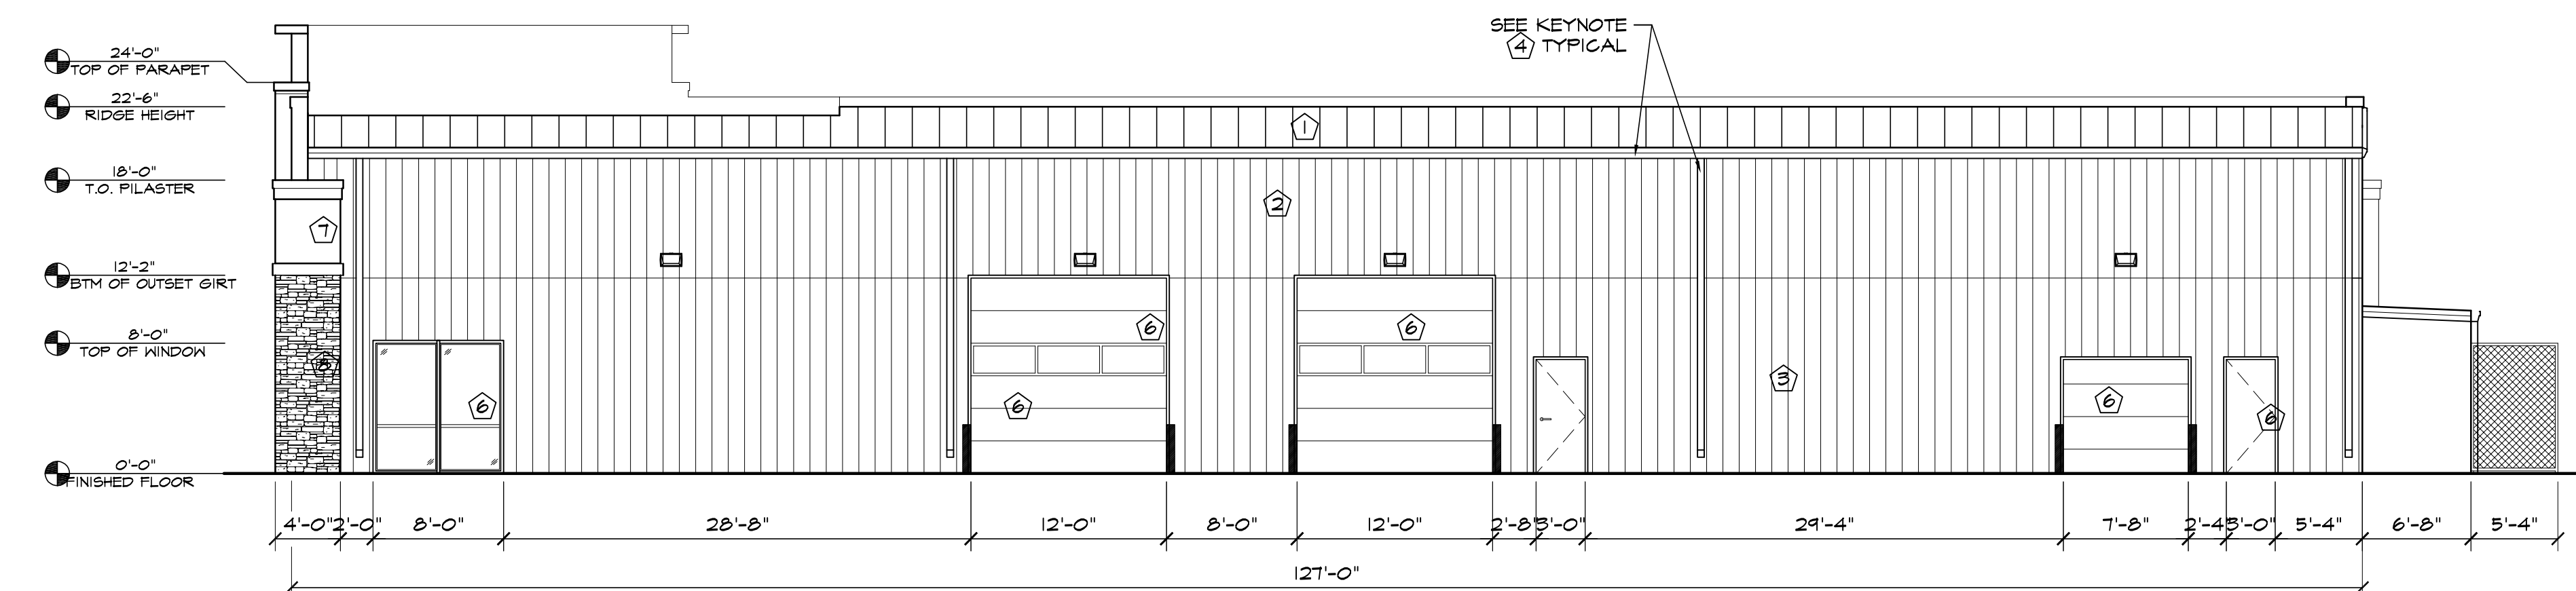 SEE KEYNOTE
4 TYPICAL
24'-0"
TOP OF PARAPET
22'-6"
RIDGE HEIGHT
1
18'-0"
T.O. PILASTER
2
7
12'-2"
BTM OF OUTSET GIRT
6
6
8'-0"
TOP OF WINDOW
8
3
6
6
6
6
0'-0"
FINISHED FLOOR
4'-0" 2'-0" 8'-0" 28'-8" 12'-0" 8'-0" 12'-0" 2'-8" 3'-0" 29'-4" 7'-8" 2'-4" 3'-0" 5'-4" 6'-8" 5'-4"
127'-0"